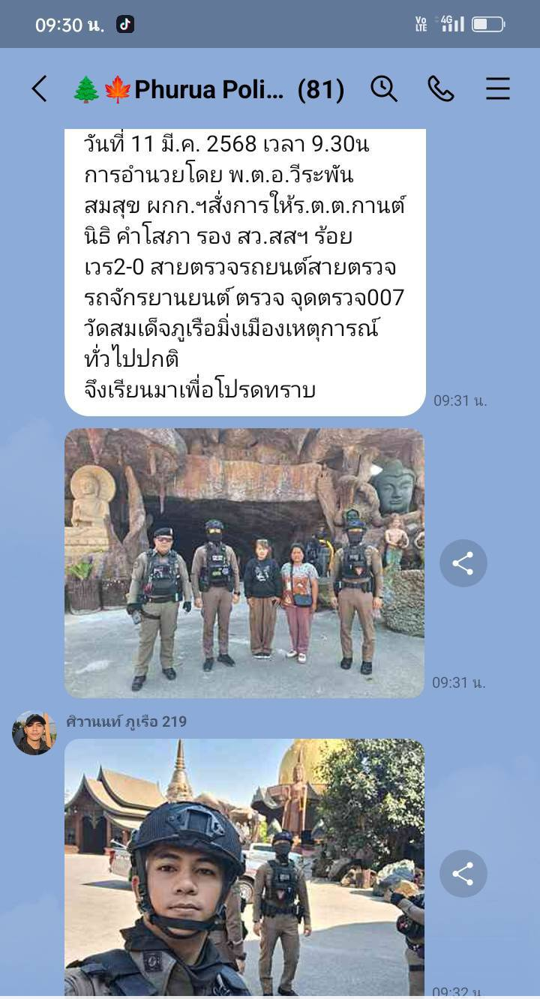 09:30 น.
Vo LTE 4G
Phurua Poli... (81)
วันที่ 11 มี.ค. 2568 เวลา 9.30น
การอำนวยโดย พ.ต.อ.วีระพัน
สมสุข ผกก.ฯสั่งการให้ร.ต.ต.กานต์
นิธิ คำโสภา รอง สว.สสฯ ร้อย
เวร2-0 สายตรวจรถยนต์สายตรวจ
รถจักรยานยนต์ ตรวจ จุดตรวจ007
วัดสมเด็จภูเรือมิ่งเมืองเหตุการณ์
ทั่วไปปกติ
จึงเรียนมาเพื่อโปรดทราบ
09:31 น.
09:31 น.
ศิวานนท์ ภูเรือ 219
09:32 น.